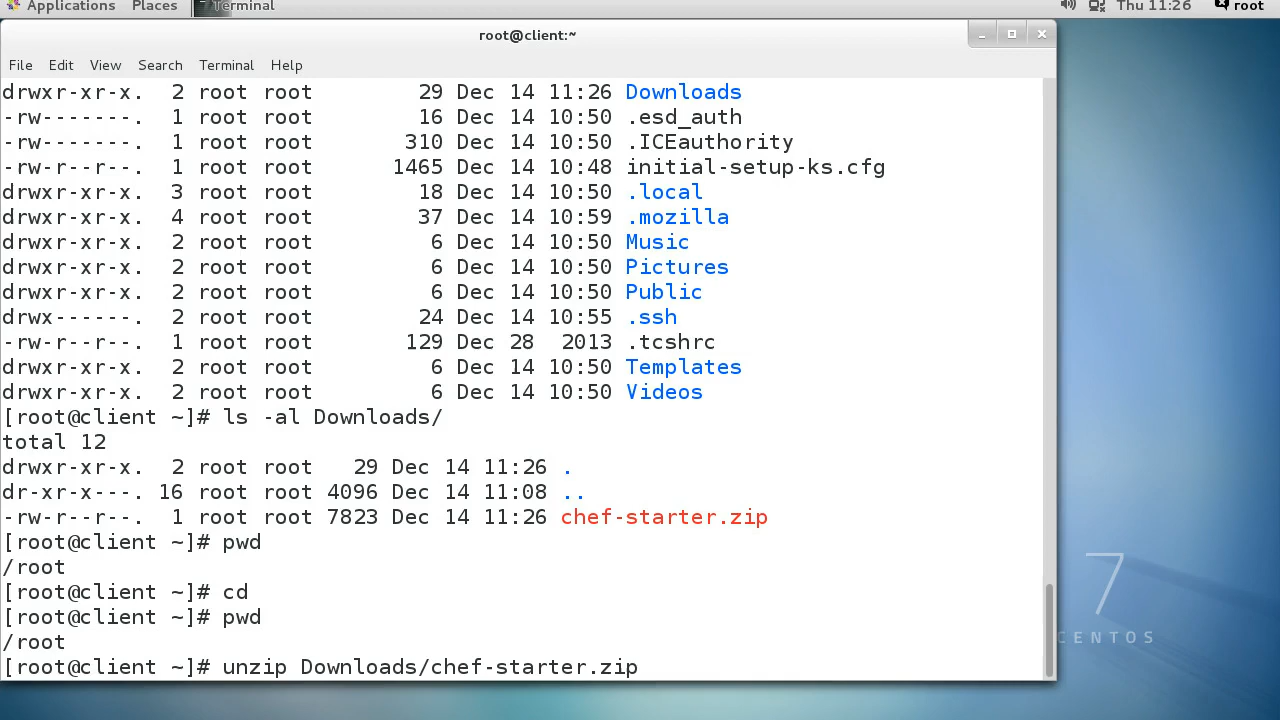 Applications Places Terminal Thu 11:26 root
root@client:~
File Edit View Search Terminal Help
drwxr-xr-x. 2 root root 29 Dec 14 11:26 Downloads
-rw-------. 1 root root 16 Dec 14 10:50 .esd_auth
-rw-------. 1 root root 310 Dec 14 10:50 .ICEauthority
-rw-r--r--. 1 root root 1465 Dec 14 10:48 initial-setup-ks.cfg
drwxr-xr-x. 3 root root 18 Dec 14 10:50 .local
drwxr-xr-x. 4 root root 37 Dec 14 10:59 .mozilla
drwxr-xr-x. 2 root root 6 Dec 14 10:50 Music
drwxr-xr-x. 2 root root 6 Dec 14 10:50 Pictures
drwxr-xr-x. 2 root root 6 Dec 14 10:50 Public
drwx------. 2 root root 24 Dec 14 10:55 .ssh
-rw-r--r--. 1 root root 129 Dec 28 2013 .tcshrc
drwxr-xr-x. 2 root root 6 Dec 14 10:50 Templates
drwxr-xr-x. 2 root root 6 Dec 14 10:50 Videos
[root@client ~]# ls -al Downloads/
total 12
drwxr-xr-x. 2 root root 29 Dec 14 11:26 .
dr-xr-x---. 16 root root 4096 Dec 14 11:08 ..
-rw-r--r--. 1 root root 7823 Dec 14 11:26 chef-starter.zip
[root@client ~]# pwd
/root
[root@client ~]# cd
[root@client ~]# pwd
/root
[root@client ~]# unzip Downloads/chef-starter.zip
7
CENTOS